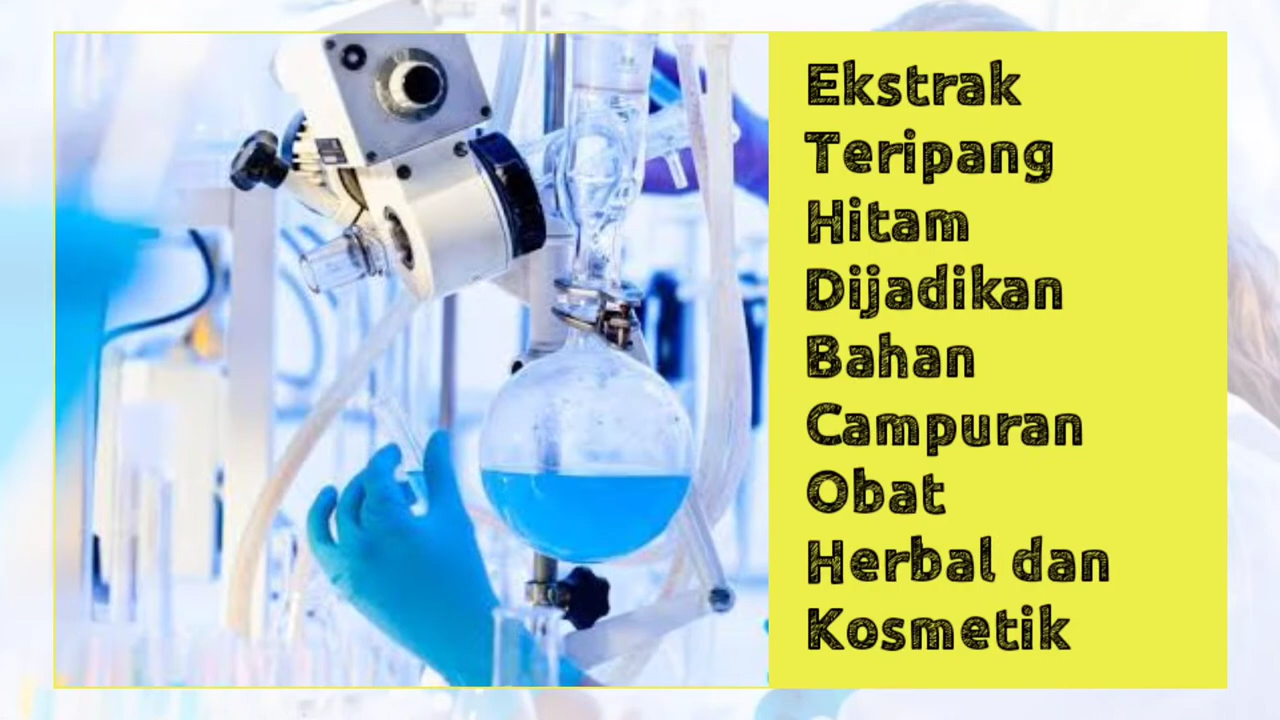 Ekstrak
Teripang
Hitam
Dijadikan
Bahan
Campuran
Obat
Herbal dan
Kosmetik